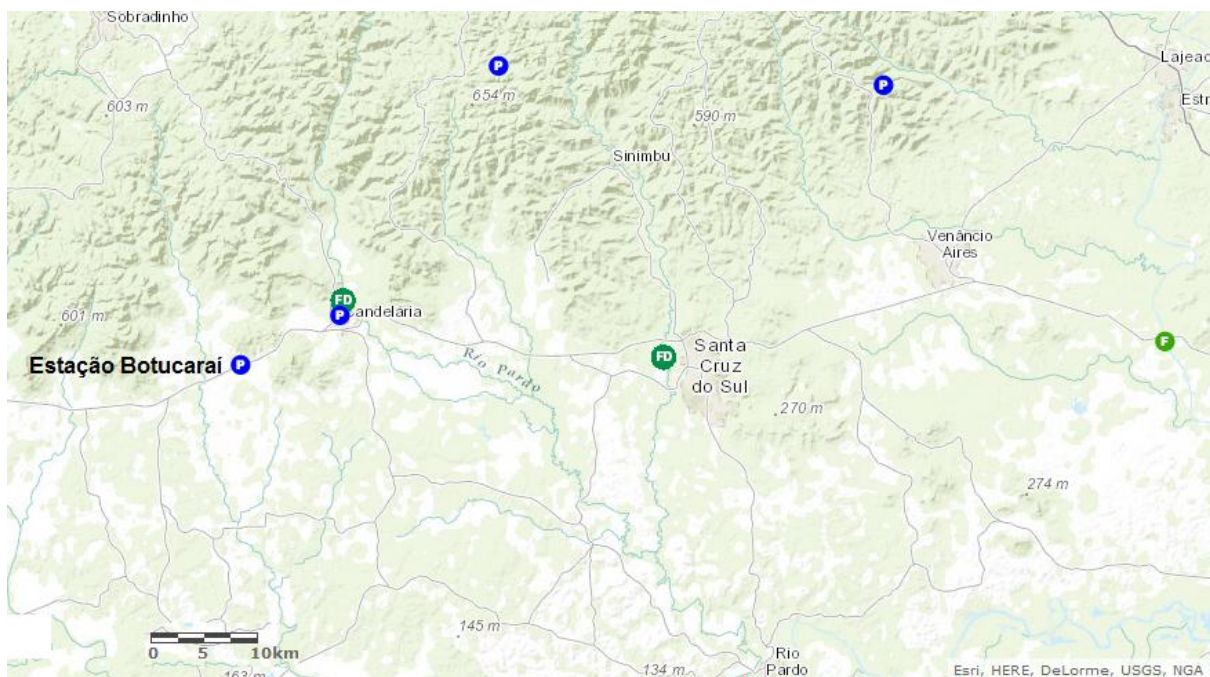 Sobradinho
P
654 m
P
Lajead
Estr
603 m
590 m
Sinimbu
Venâncio
Aires
FD
P
Candelária
601 m
Estação Botucaraí
P
Río Pardo
FD
Santa
Cruz
do Sul
F
270 m
274 m
145 m
0 5 10km
163 m
134 m
Rio
Pardo
Esri, HERE, DeLorme, USGS, NGA